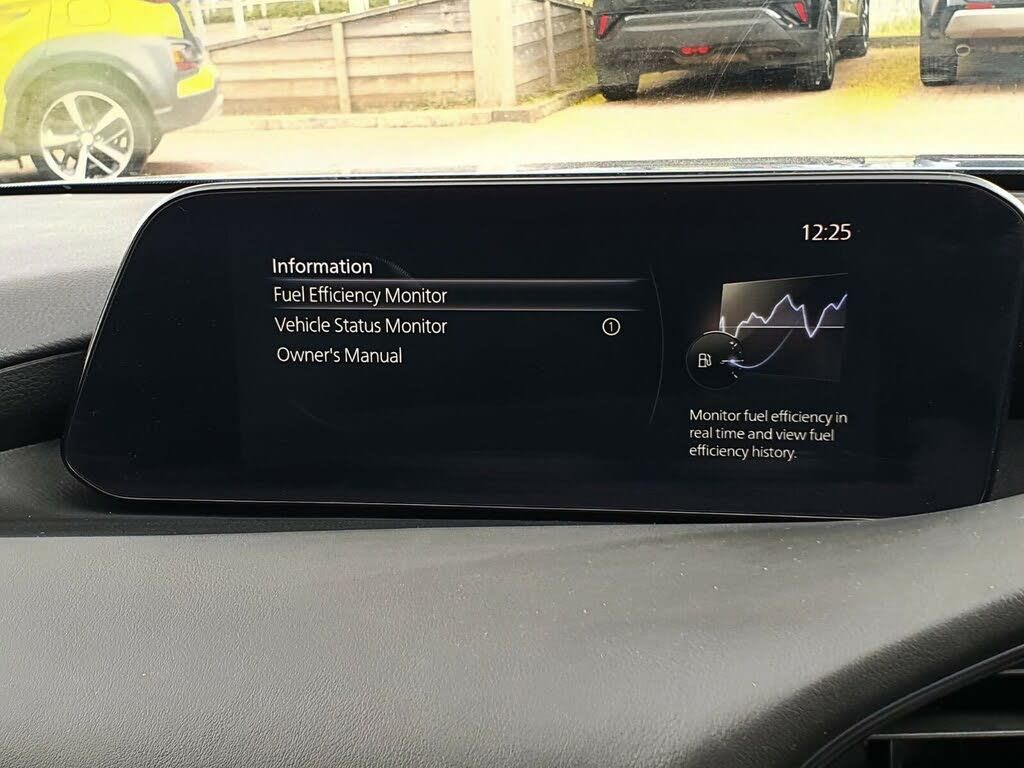 12:25
Information
Fuel Efficiency Monitor
Vehicle Status Monitor 1
Owner's Manual
Monitor fuel efficiency in
real time and view fuel
efficiency history.